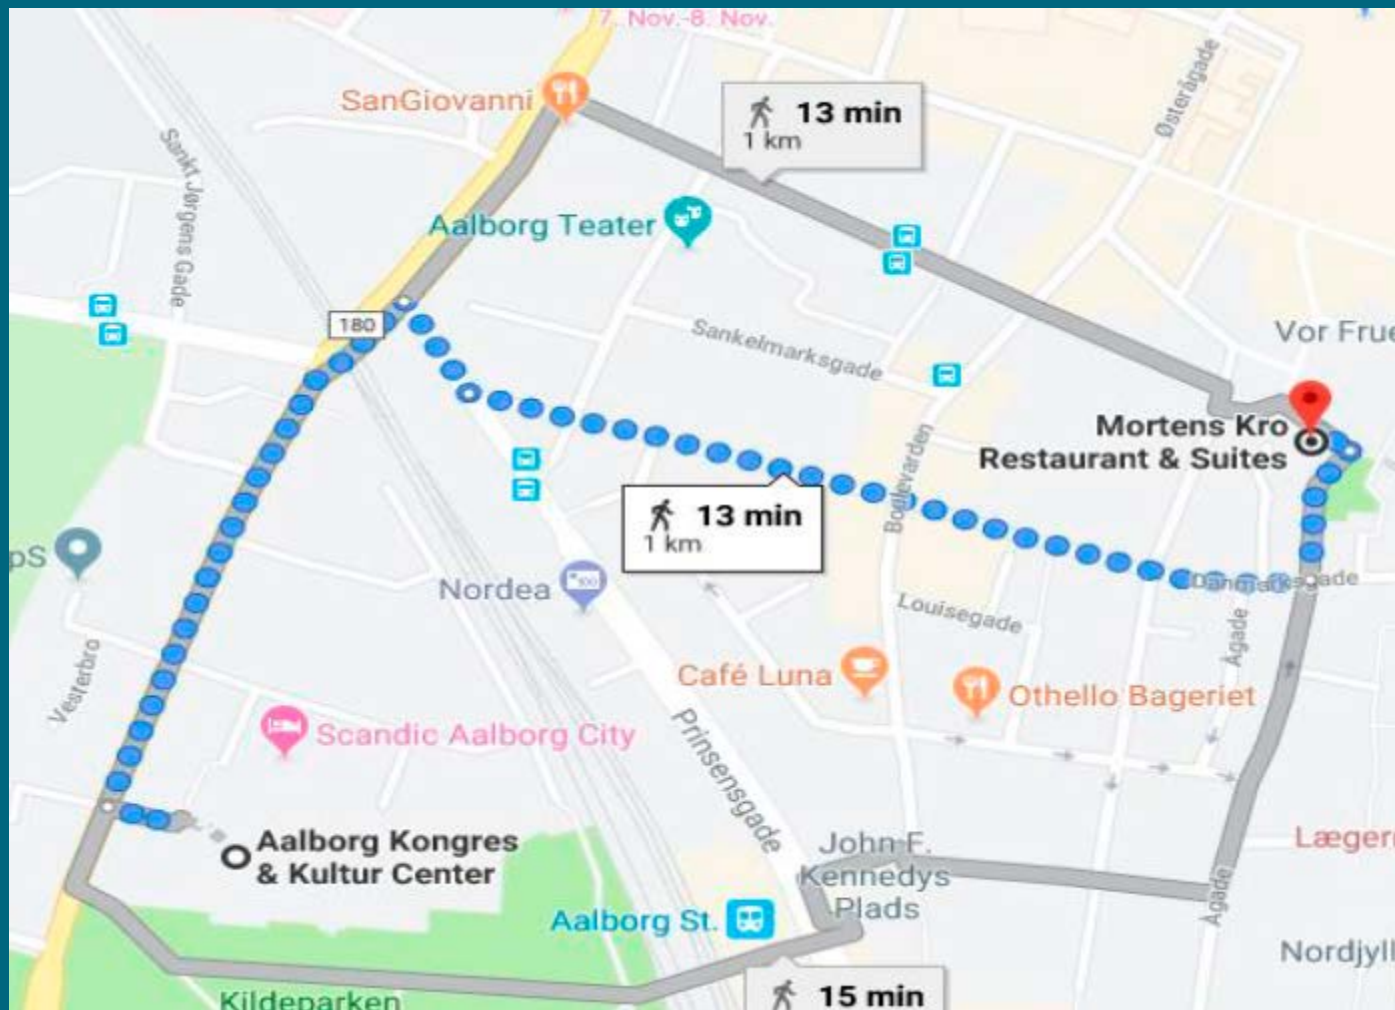 7. Nov.-8. Nov.
SanGiovanni
13 min
1 km
Østerågade
Sankt Jørgens Gade
Aalborg Teater
180
Sankelmarksgade
Vor Frue
Mortens Kro
Restaurant & Suites
Boulevarden
13 min
1 km
pS
Nordea
Danmarksgade
Louisegade
Ågade
Vesterbro
Café Luna
Othello Bageriet
Scandic Aalborg City
Prinsensgade
Aalborg Kongres
& Kultur Center
John F.
Kennedys
Plads
Læger
Ågade
Aalborg St.
Nordjyll
15 min
Kildeparken